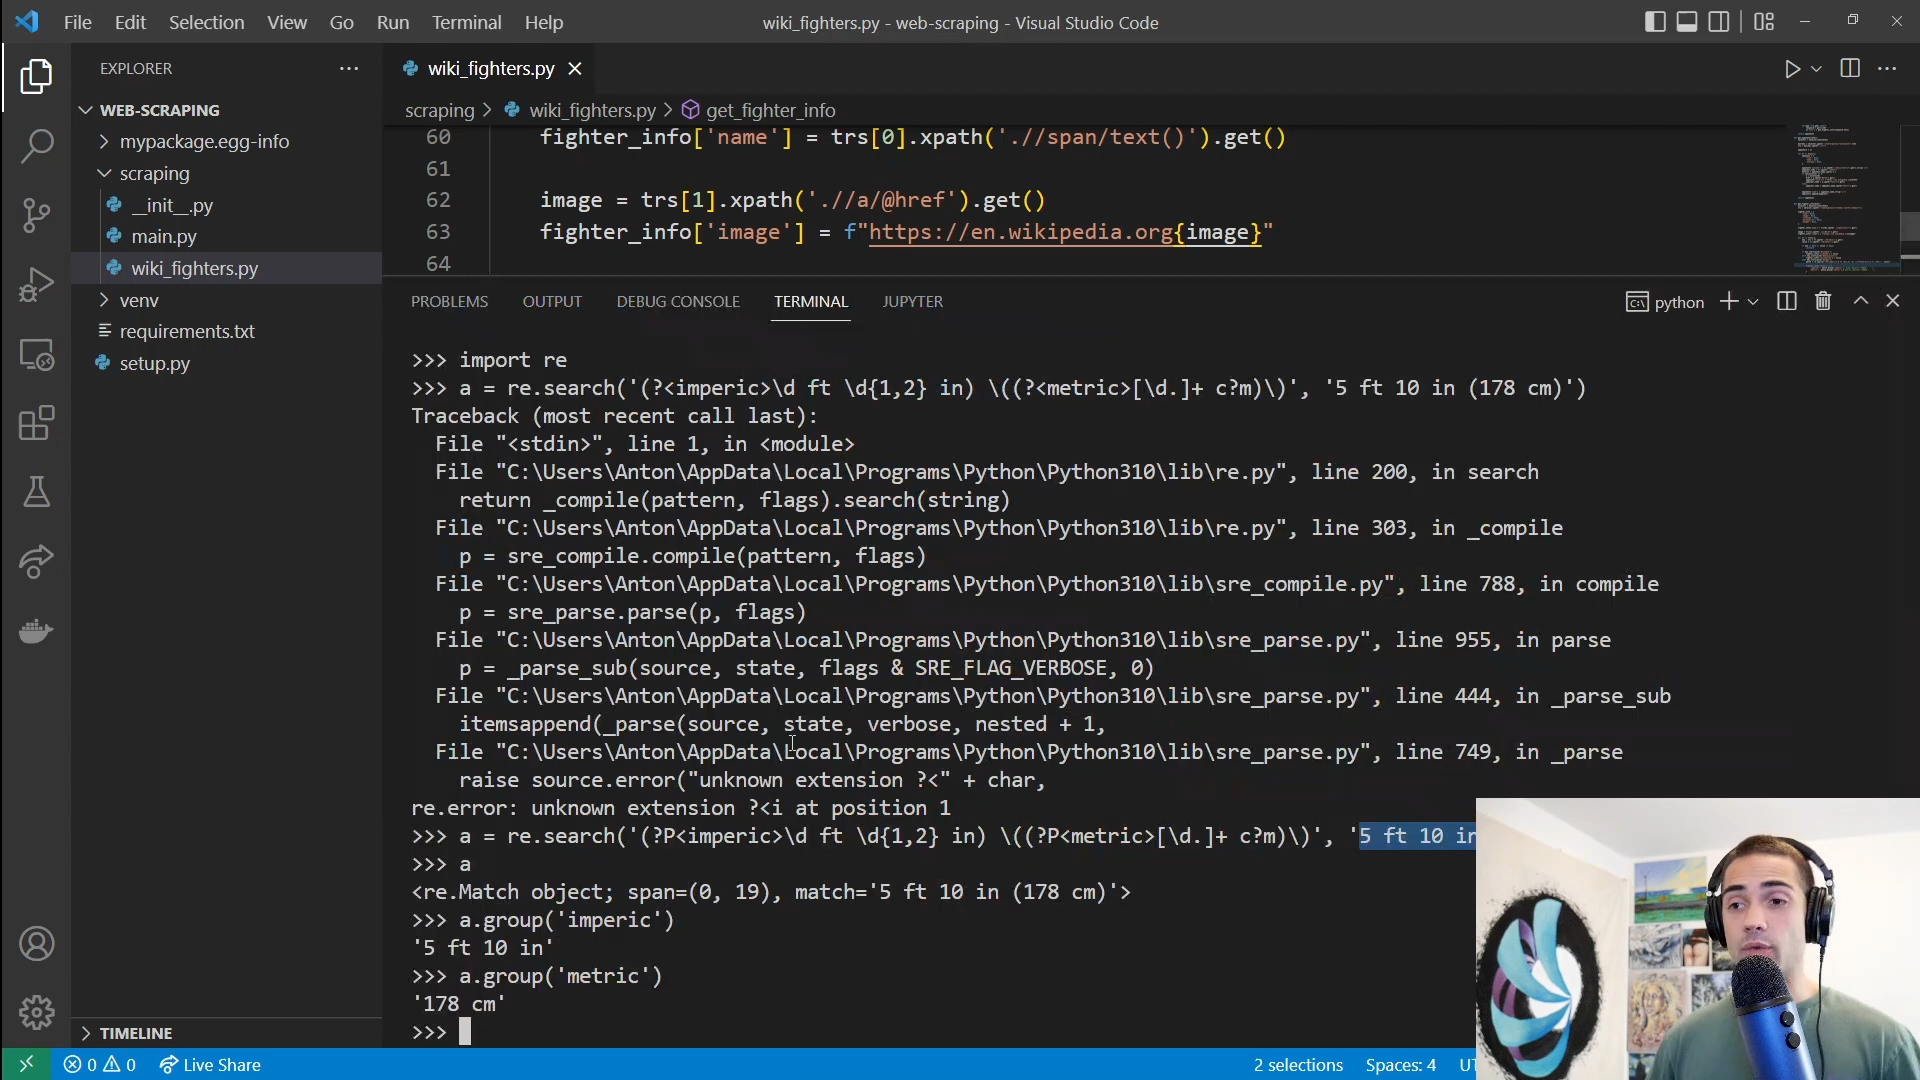 File Edit Selection View Go Run Terminal Help
wiki_fighters.py - web-scraping - Visual Studio Code
EXPLORER
WEB-SCRAPING
mypackage.egg-info
scraping
__init__.py
main.py
wiki_fighters.py
venv
requirements.txt
setup.py
TIMELINE
wiki_fighters.py
scraping > wiki_fighters.py > get_fighter_info
60 fighter_info['name'] = trs[0].xpath('.//span/text()').get()
61
62 image = trs[1].xpath('.//a/@href').get()
63 fighter_info['image'] = f"https://en.wikipedia.org{image}"
64
PROBLEMS OUTPUT DEBUG CONSOLE TERMINAL JUPYTER
python
>>> import re
>>> a = re.search('(?<imperic>\d ft \d{1,2} in) \((?<metric>[\d.]+ c?m)\)', '5 ft 10 in (178 cm)')
Traceback (most recent call last):
File "<stdin>", line 1, in <module>
File "C:\Users\Anton\AppData\Local\Programs\Python\Python310\lib\re.py", line 200, in search
return _compile(pattern, flags).search(string)
File "C:\Users\Anton\AppData\Local\Programs\Python\Python310\lib\re.py", line 303, in _compile
p = sre_compile.compile(pattern, flags)
File "C:\Users\Anton\AppData\Local\Programs\Python\Python310\lib\sre_compile.py", line 788, in compile
p = sre_parse.parse(p, flags)
File "C:\Users\Anton\AppData\Local\Programs\Python\Python310\lib\sre_parse.py", line 955, in parse
p = _parse_sub(source, state, flags & SRE_FLAG_VERBOSE, 0)
File "C:\Users\Anton\AppData\Local\Programs\Python\Python310\lib\sre_parse.py", line 444, in _parse_sub
itemsappend(_parse(source, state, verbose, nested + 1,
File "C:\Users\Anton\AppData\Local\Programs\Python\Python310\lib\sre_parse.py", line 749, in _parse
raise source.error("unknown extension ?<" + char,
re.error: unknown extension ?<i at position 1
>>> a = re.search('(?P<imperic>\d ft \d{1,2} in) \((?P<metric>[\d.]+ c?m)\)', '5 ft 10 in
>>> a
<re.Match object; span=(0, 19), match='5 ft 10 in (178 cm)'>
>>> a.group('imperic')
'5 ft 10 in'
>>> a.group('metric')
'178 cm'
>>>
0 0 Live Share
2 selections Spaces: 4